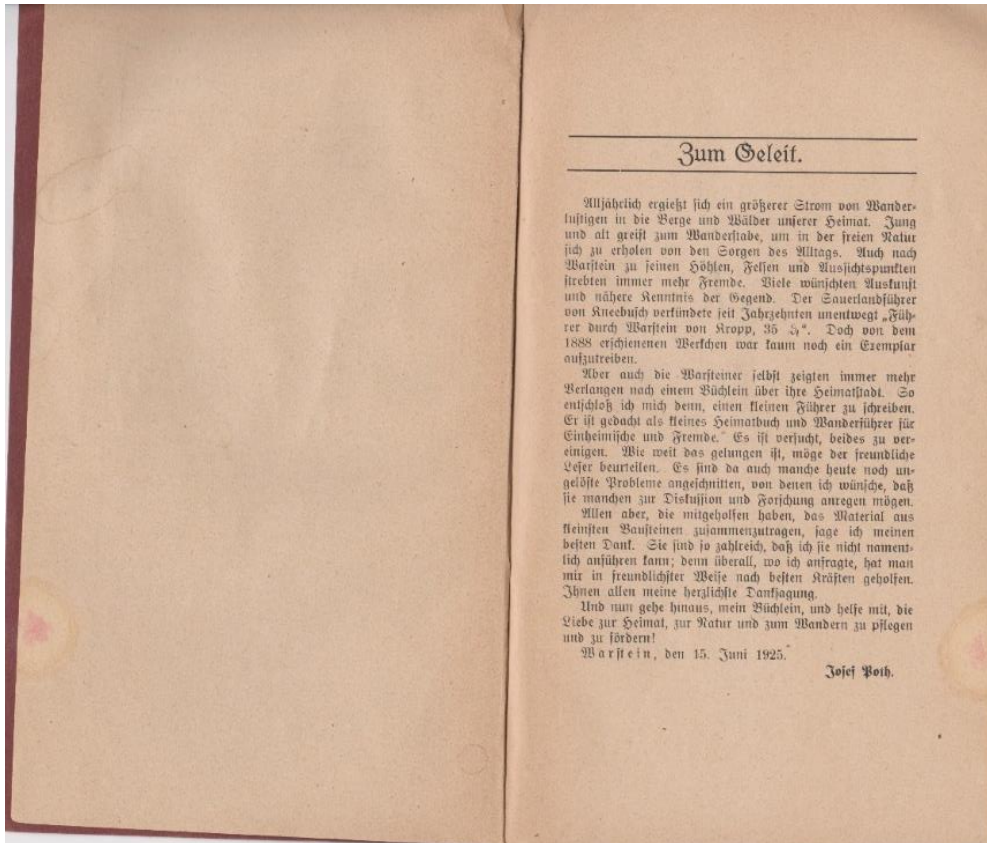 Zum Geleit.
Alljährlich ergießt sich ein größerer Strom von Wander-
lustigen in die Berge und Wälder unserer Heimat. Jung
und alt greift zum Wanderstabe, um in der freien Natur
sich zu erholen von den Sorgen des Alltags. Auch nach
Warstein zu seinen Höhlen, Felsen und Aussichtspunkten
strebten immer mehr Fremde. Viele wünschten Auskunft
und nähere Kenntnis der Gegend. Der Sauerlandführer
von Kneebusch verkündete seit Jahrzehnten unentwegt „Füh-
rer durch Warstein von Kropp, 35 ₰“. Doch von dem
1888 erschienenen Werkchen war kaum noch ein Exemplar
aufzutreiben.
Aber auch die Warsteiner selbst zeigten immer mehr
Verlangen nach einem Büchlein über ihre Heimatstadt. So
entschloß ich mich denn, einen kleinen Führer zu schreiben.
Er ist gedacht als kleines Heimatbuch und Wanderführer für
Einheimische und Fremde. Es ist versucht, beides zu ver-
einigen. Wie weit das gelungen ist, möge der freundliche
Leser beurteilen. Es sind da auch manche heute noch un-
gelöste Probleme angeschnitten, von denen ich wünsche, daß
sie manchen zur Diskussion und Forschung anregen mögen.
Allen aber, die mitgeholfen haben, das Material aus
kleinsten Bausteinen zusammenzutragen, sage ich meinen
besten Dank. Sie sind so zahlreich, daß ich sie nicht nament-
lich anführen kann; denn überall, wo ich anfragte, hat man
mir in freundlichster Weise nach besten Kräften geholfen.
Ihnen allen meine herzlichste Danksagung.
Und nun gehe hinaus, mein Büchlein, und helfe mit, die
Liebe zur Heimat, zur Natur und zum Wandern zu pflegen
und zu fördern!
Warstein, den 15. Juni 1925.
Josef Poth.